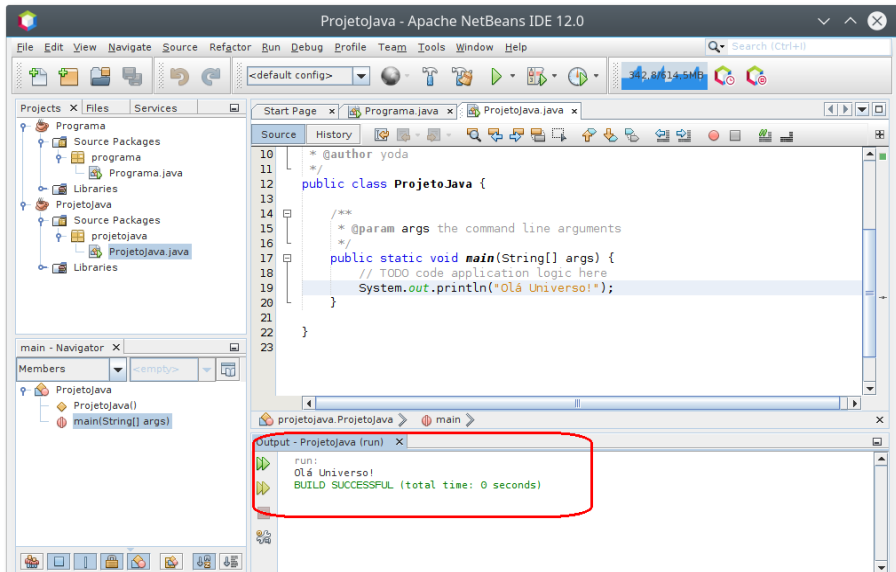 ProjetoJava - Apache NetBeans IDE 12.0
File Edit View Navigate Source Refactor Run Debug Profile Team Tools Window Help
Search (Ctrl+I)
<default config>
342,8/614,5MB
Projects Files Services
Programa
Source Packages
programa
Programa.java
Libraries
ProjetoJava
Source Packages
projetojava
ProjetoJava.java
Libraries
main - Navigator
Members
<empty>
ProjetoJava
ProjetoJava()
main(String[] args)
Start Page Programa.java ProjetoJava.java
Source History
10 * @author yoda
11 */
12 public class ProjetoJava {
13
14 /**
15 * @param args the command line arguments
16 */
17 public static void main(String[] args) {
18 // TODO code application logic here
19 System.out.println("Olá Universo!");
20 }
21
22 }
23
projetojava.ProjetoJava main
Output - ProjetoJava (run)
run:
Olá Universo!
BUILD SUCCESSFUL (total time: 0 seconds)